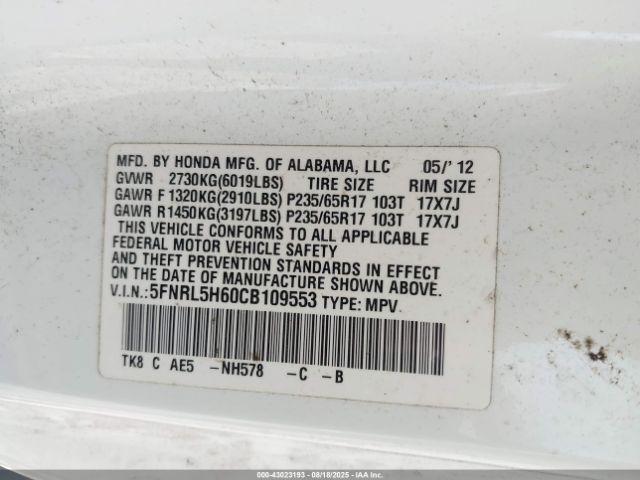 MFD. BY HONDA MFG. OF ALABAMA, LLC 05/'12
GVWR 2730KG(6019LBS) TIRE SIZE RIM SIZE
GAWR F 1320KG(2910LBS) P235/65R17 103T 17X7J
GAWR R1450KG(3197LBS) P235/65R17 103T 17X7J
THIS VEHICLE CONFORMS TO ALL APPLICABLE
FEDERAL MOTOR VEHICLE SAFETY
AND THEFT PREVENTION STANDARDS IN EFFECT
ON THE DATE OF MANUFACTURE SHOWN ABOVE.
V.I.N.:5FNRL5H60CB109553 TYPE: MPV
TK8 C AE5 -NH578 -C -B
000-43023193 - 08/18/2025 - IAAI.COM